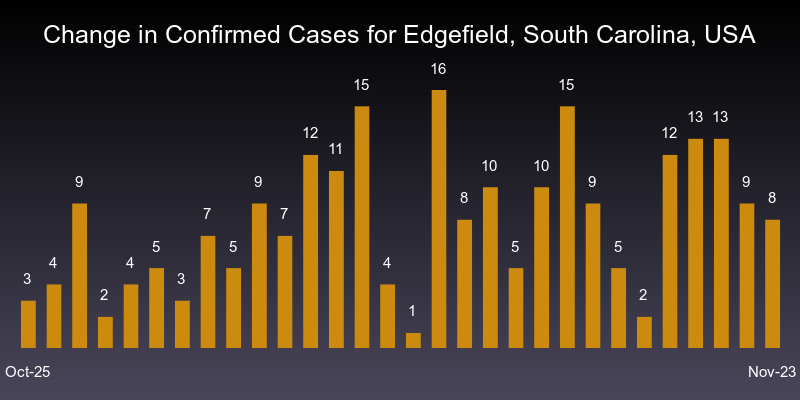 Change in Confirmed Cases for Edgefield, South Carolina, USA
3 4 9 2 4 5 3 7 5 9 7 12 11 15 4 1 16 8 10 5 10 15 9 5 2 12 13 13 9 8
Oct-25 Nov-23